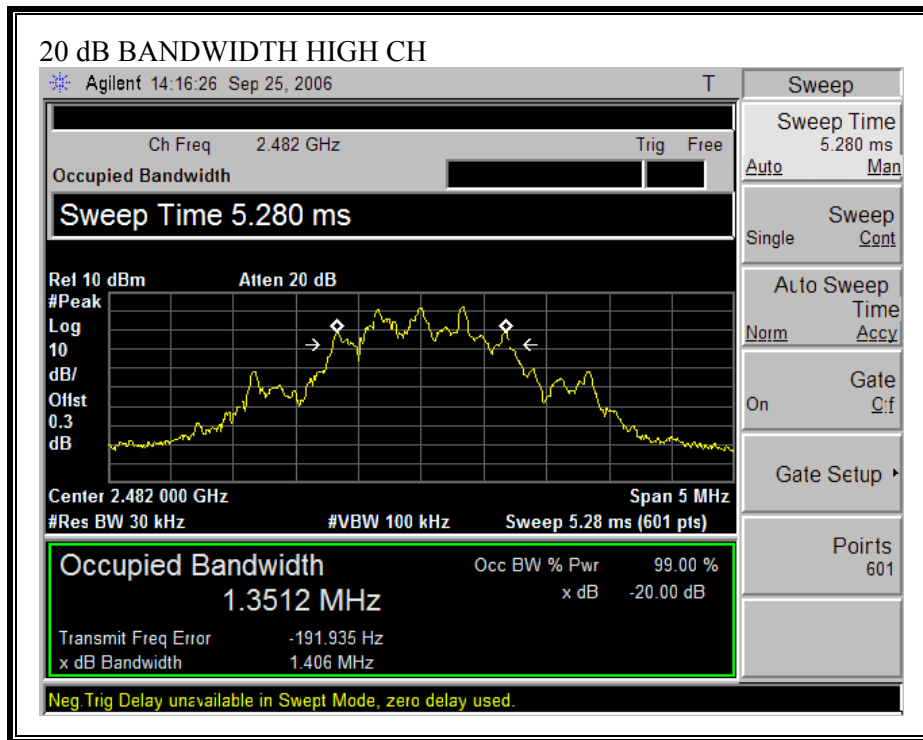 20 dB BANDWIDTH HIGH CH
Agilent 14:16:26 Sep 25, 2006 T
Ch Freq 2.482 GHz Trig Free
Occupied Bandwidth
Sweep Time 5.280 ms
Ref 10 dBm Atten 20 dB
#Peak
Log
10
dB/
Offst
0.3
dB
Center 2.482 000 GHz Span 5 MHz
#Res BW 30 kHz #VBW 100 kHz Sweep 5.28 ms (601 pts)
Occupied Bandwidth Occ BW % Pwr 99.00 %
1.3512 MHz x dB -20.00 dB
Transmit Freq Error -191.935 Hz
x dB Bandwidth 1.406 MHz
Neg.Trig Delay unavailable in Swept Mode, zero delay used.
Sweep
Sweep Time
5.280 ms
Auto Man
Sweep
Single Cont
Auto Sweep
Time
Norm Accy
Gate
On Off
Gate Setup
Points
601